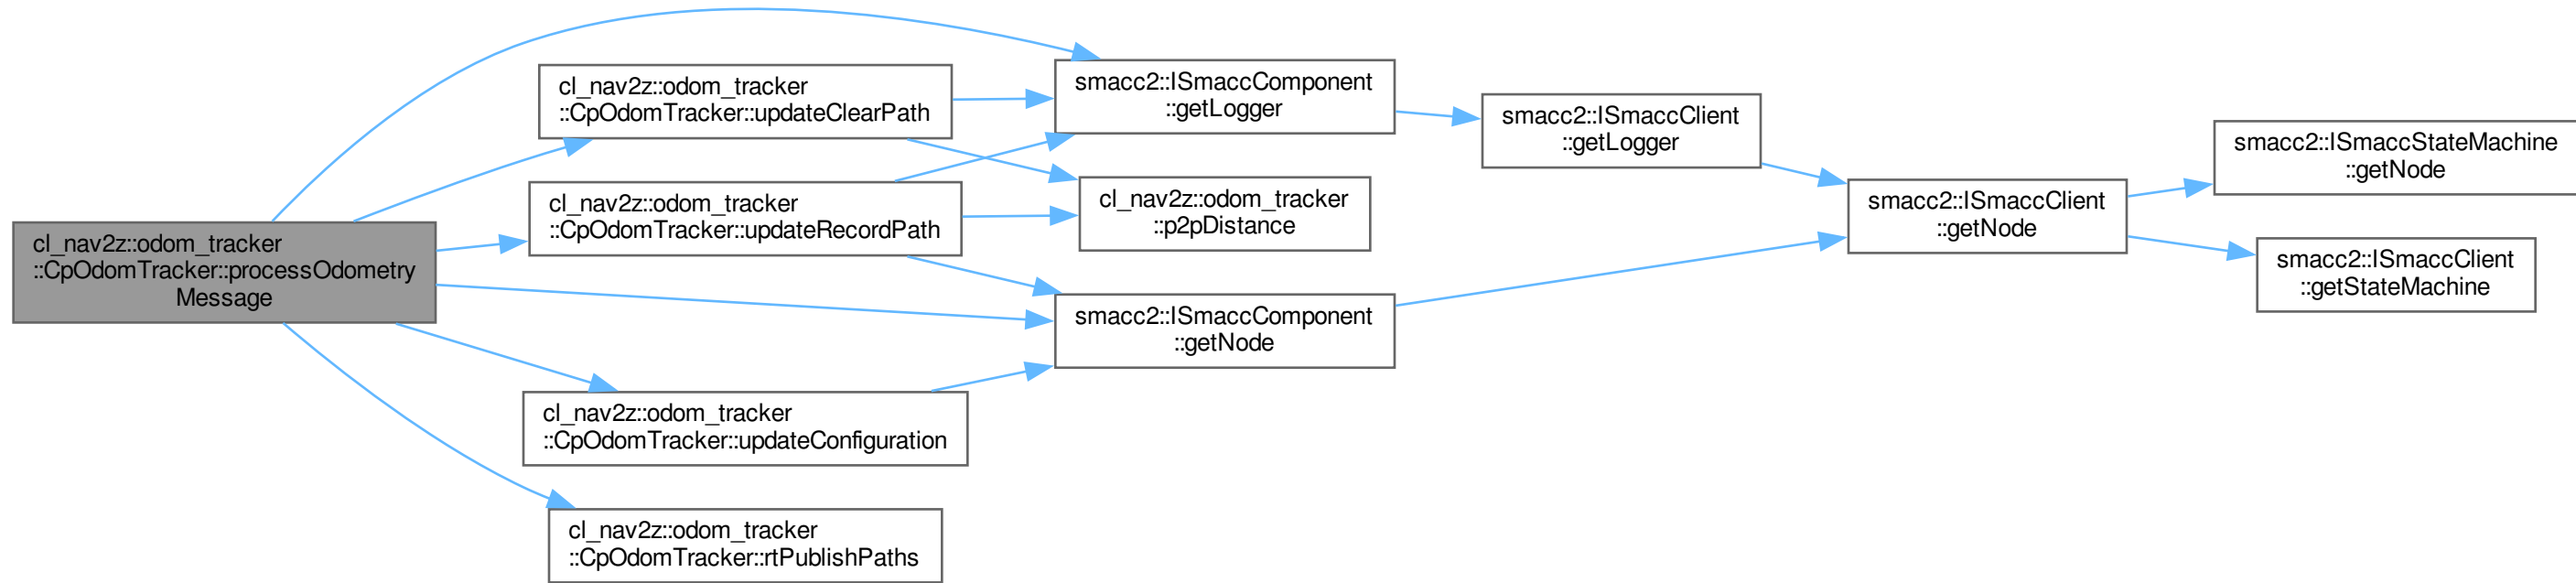 cl_nav2z::odom_tracker
::CpOdomTracker::processOdometry
Message
cl_nav2z::odom_tracker
::CpOdomTracker::updateClearPath
cl_nav2z::odom_tracker
::CpOdomTracker::updateRecordPath
cl_nav2z::odom_tracker
::CpOdomTracker::updateConfiguration
cl_nav2z::odom_tracker
::CpOdomTracker::rtPublishPaths
smacc2::ISmaccComponent
::getLogger
cl_nav2z::odom_tracker
::p2pDistance
smacc2::ISmaccComponent
::getNode
smacc2::ISmaccClient
::getLogger
smacc2::ISmaccClient
::getNode
smacc2::ISmaccStateMachine
::getNode
smacc2::ISmaccClient
::getStateMachine